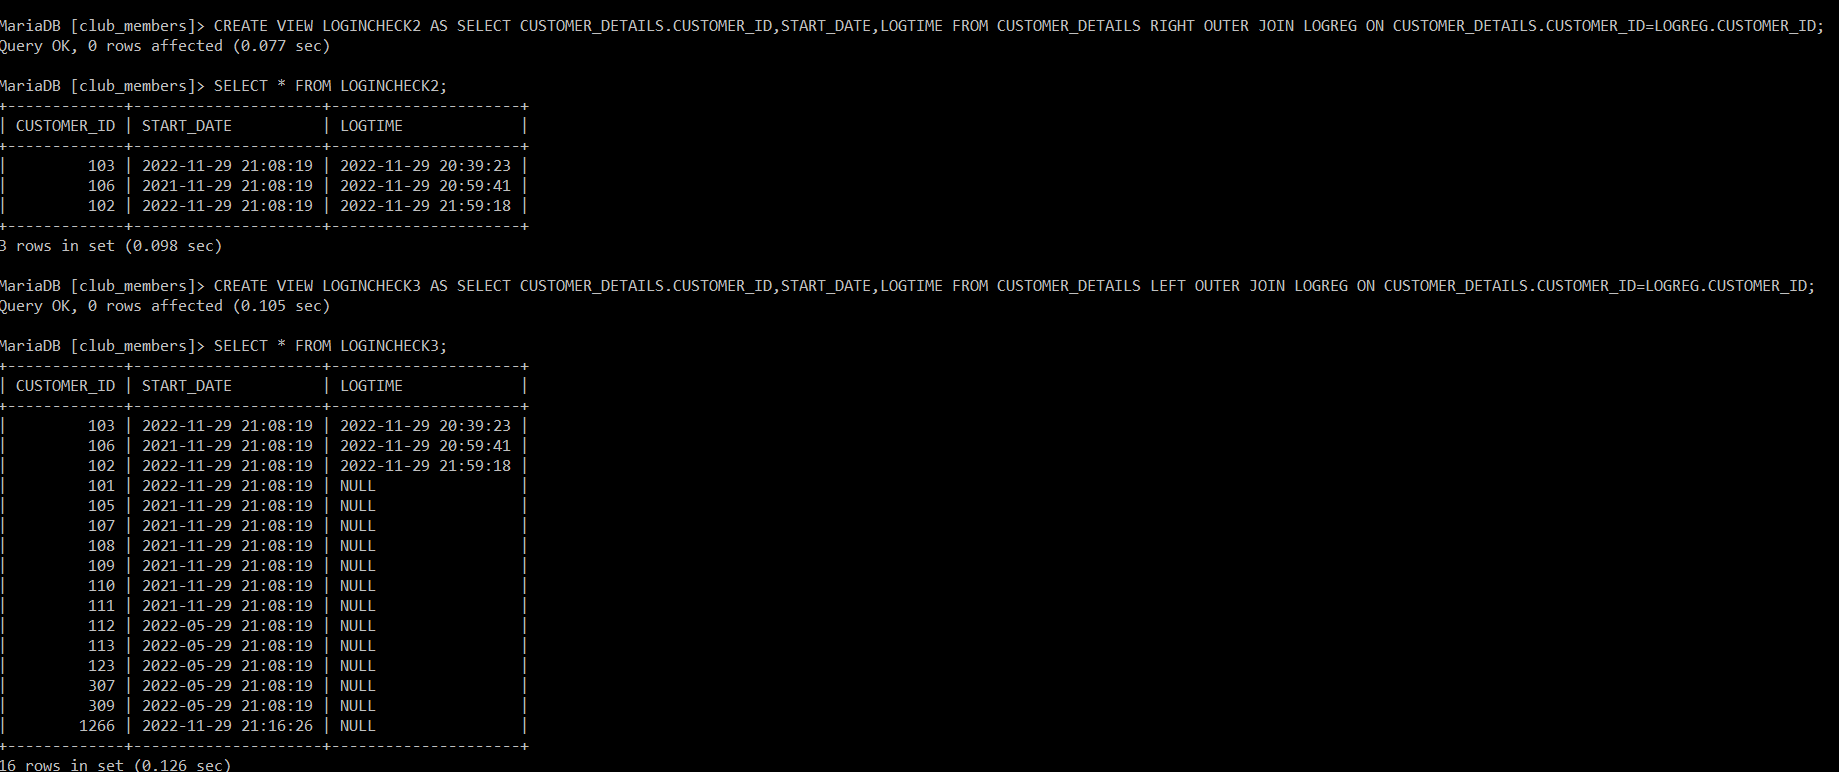 MariaDB [club_members]> CREATE VIEW LOGINCHECK2 AS SELECT CUSTOMER_DETAILS.CUSTOMER_ID,START_DATE,LOGTIME FROM CUSTOMER_DETAILS RIGHT OUTER JOIN LOGREG ON CUSTOMER_DETAILS.CUSTOMER_ID=LOGREG.CUSTOMER_ID;
Query OK, 0 rows affected (0.077 sec)
MariaDB [club_members]> SELECT * FROM LOGINCHECK2;
+-------------+---------------------+---------------------+
| CUSTOMER_ID | START_DATE          | LOGTIME             |
+-------------+---------------------+---------------------+
|         103 | 2022-11-29 21:08:19 | 2022-11-29 20:39:23 |
|         106 | 2021-11-29 21:08:19 | 2022-11-29 20:59:41 |
|         102 | 2022-11-29 21:08:19 | 2022-11-29 21:59:18 |
+-------------+---------------------+---------------------+
3 rows in set (0.098 sec)
MariaDB [club_members]> CREATE VIEW LOGINCHECK3 AS SELECT CUSTOMER_DETAILS.CUSTOMER_ID,START_DATE,LOGTIME FROM CUSTOMER_DETAILS LEFT OUTER JOIN LOGREG ON CUSTOMER_DETAILS.CUSTOMER_ID=LOGREG.CUSTOMER_ID;
Query OK, 0 rows affected (0.105 sec)
MariaDB [club_members]> SELECT * FROM LOGINCHECK3;
+-------------+---------------------+---------------------+
| CUSTOMER_ID | START_DATE          | LOGTIME             |
+-------------+---------------------+---------------------+
|         103 | 2022-11-29 21:08:19 | 2022-11-29 20:39:23 |
|         106 | 2021-11-29 21:08:19 | 2022-11-29 20:59:41 |
|         102 | 2022-11-29 21:08:19 | 2022-11-29 21:59:18 |
|         101 | 2022-11-29 21:08:19 | NULL                |
|         105 | 2021-11-29 21:08:19 | NULL                |
|         107 | 2021-11-29 21:08:19 | NULL                |
|         108 | 2021-11-29 21:08:19 | NULL                |
|         109 | 2021-11-29 21:08:19 | NULL                |
|         110 | 2021-11-29 21:08:19 | NULL                |
|         111 | 2021-11-29 21:08:19 | NULL                |
|         112 | 2022-05-29 21:08:19 | NULL                |
|         113 | 2022-05-29 21:08:19 | NULL                |
|         123 | 2022-05-29 21:08:19 | NULL                |
|         307 | 2022-05-29 21:08:19 | NULL                |
|         309 | 2022-05-29 21:08:19 | NULL                |
|        1266 | 2022-11-29 21:16:26 | NULL                |
+-------------+---------------------+---------------------+
16 rows in set (0.126 sec)